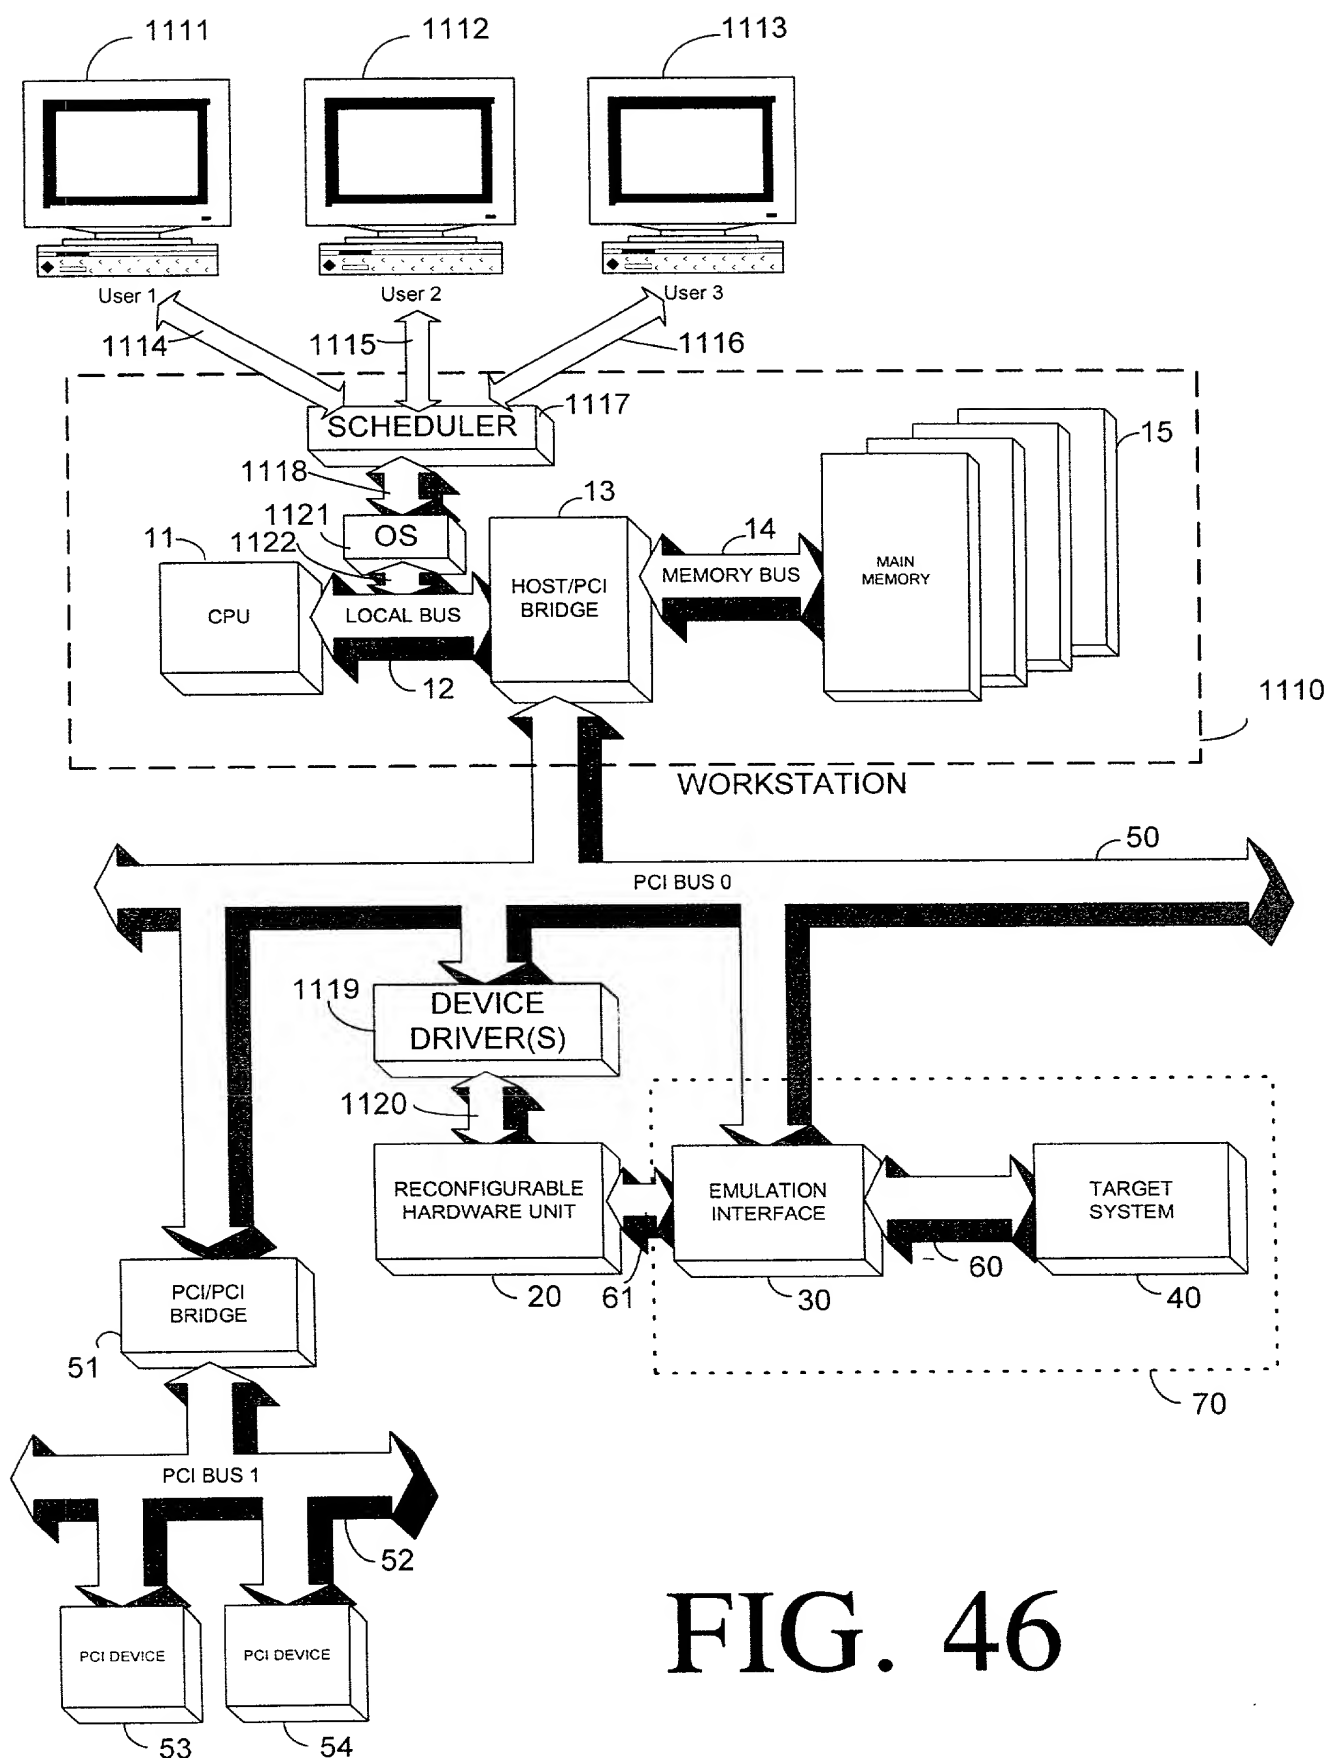 1111
1112
1113
User 1
User 2
User 3
1114
1115
1116
1117
SCHEDULER
15
1118
13
1121
OS
14
11
1122
MAIN
MEMORY
MEMORY BUS
HOST/PCI
BRIDGE
CPU
LOCAL BUS
12
1110
WORKSTATION
50
PCI BUS 0
1119
DEVICE
DRIVER(S)
1120
RECONFIGURABLE
HARDWARE UNIT
EMULATION
INTERFACE
TARGET
SYSTEM
60
20
61
30
40
PCI/PCI
BRIDGE
51
70
PCI BUS 1
52
PCI DEVICE
PCI DEVICE
53
54
FIG. 46